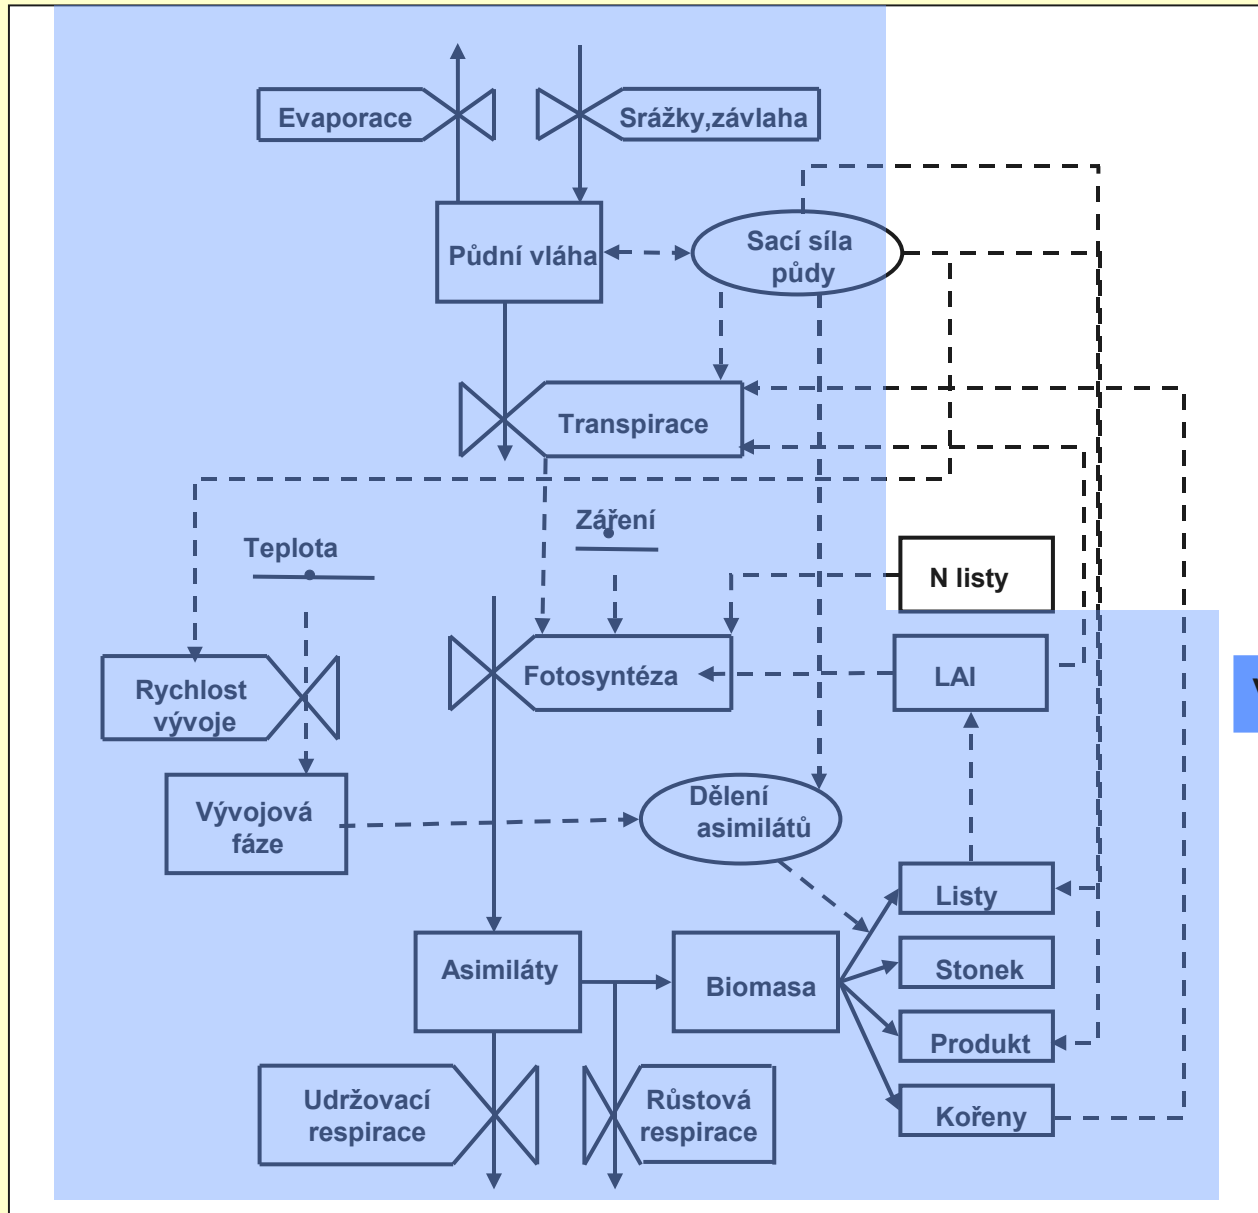 Evaporace
Srážky,závlaha
Půdní vláha
Sací síla
půdy
Transpirace
Záření
Teplota
N listy
Fotosyntéza
LAI
Rychlost
vývoje
Vývojová
fáze
Dělení
asimilátů
Listy
Asimiláty
Biomasa
Stonek
Produkt
Udržovací
respirace
Růstová
respirace
Kořeny